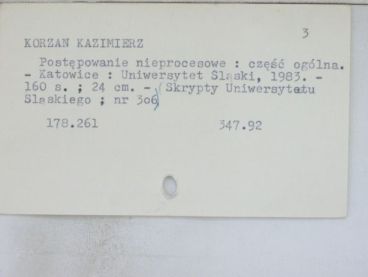 3
KORZAN KAZIMIERZ
Postępowanie nieprocesowe : część ogólna.
- Katowice : Uniwersytet Śląski, 1983. -
160 s. ; 24 cm. - (Skrypty Uniwersytetu
Śląskiego ; nr 306)
178.261 347.92